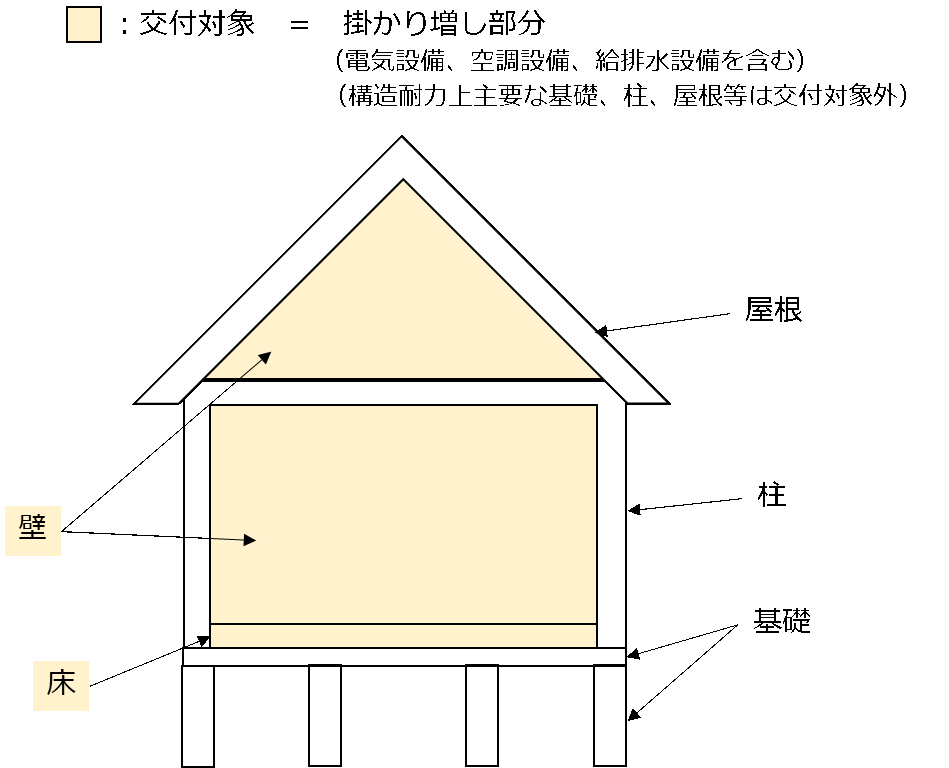 ：交付対象　＝　掛かり増し部分
（電気設備、空調設備、給排水設備を含む）
（構造耐力上主要な基礎、柱、屋根等は交付対象外）
屋根
柱
壁
基礎
床